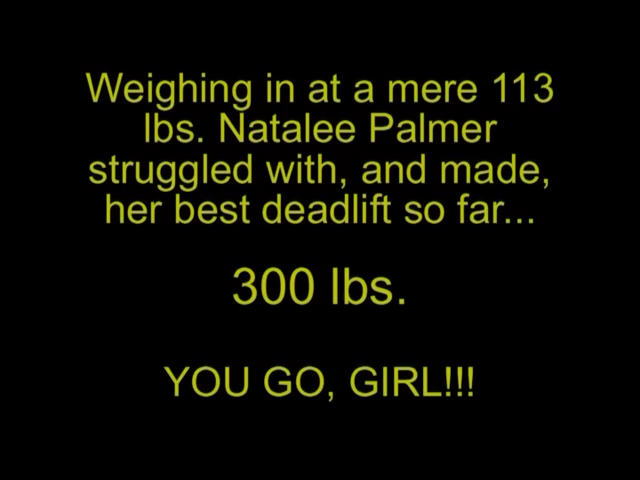 Weighing in at a mere 113
lbs. Natalee Palmer
struggled with, and made,
her best deadlift so far...
300 lbs.
YOU GO, GIRL!!!